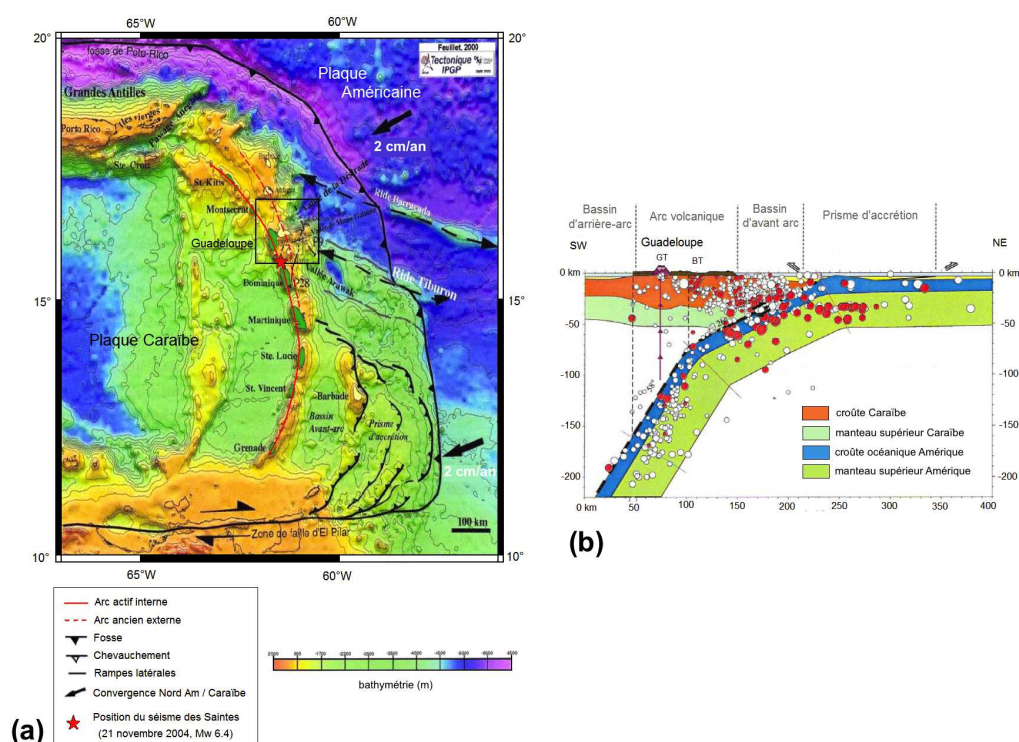 65°W
60°W
20°
20°
Feuillet, 2000
Tectonique
IPGP
fosse de Porto-Rico
Plaque
Américaine
Grandes Antilles
2 cm/an
Porto Rico
Iles vierges
Passage Anegada
Ste. Croix
St. Kitts
Ride Barracuda
Montserrat
Guadeloupe
Ride Tiburon
Dominique
P28
15°
15°
Martinique
Plaque Caraïbe
Ste. Lucie
St. Vincent
Barbade
Bassin
Avant-arc
Prisme
d'accrétion
Grenade
2 cm/an
100 km
Zone de faille d'El Pilar
10°
10°
65°W
60°W
Arc actif interne
Arc ancien externe
Fosse
Chevauchement
Rampes latérales
Convergence Nord Am / Caraïbe
Position du séisme des Saintes
(21 novembre 2004, Mw 6.4)
bathymétrie (m)
(a)
Bassin
d'arrière-arc
Arc volcanique
Bassin
d'avant arc
Prisme d'accrétion
SW
Guadeloupe
NE
GT
BT
0 km
0 km
-50
-50
-100
-100
-150
-150
-200
-200
58°
croûte Caraïbe
manteau supérieur Caraïbe
croûte océanique Amérique
manteau supérieur Amérique
0 km
50
100
150
200
250
300
350
400
(b)